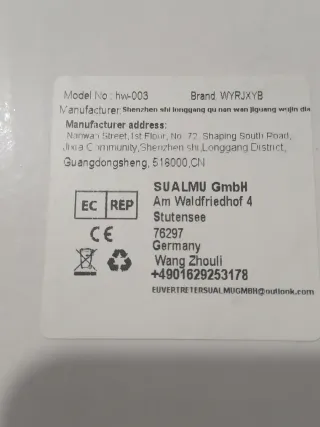 Model No: hw-003 Brand: WYRJXYB
Manufacturer: Shenzhen shi longgang qu nan wan jiguang wujin dia
Manufacturer address:
Nanwan Street,1st Floor, No. 72, Shaping South Road,
Jixia Community,Shenzhen shi,Longgang District,
Guangdongsheng, 518000,CN
EC REP
SUALMU GmbH
Am Waldfriedhof 4
Stutensee
76297
Germany
Wang Zhouli
+4901629253178
EUVERTRETERSUALMUGMBH@outlook.com
CE